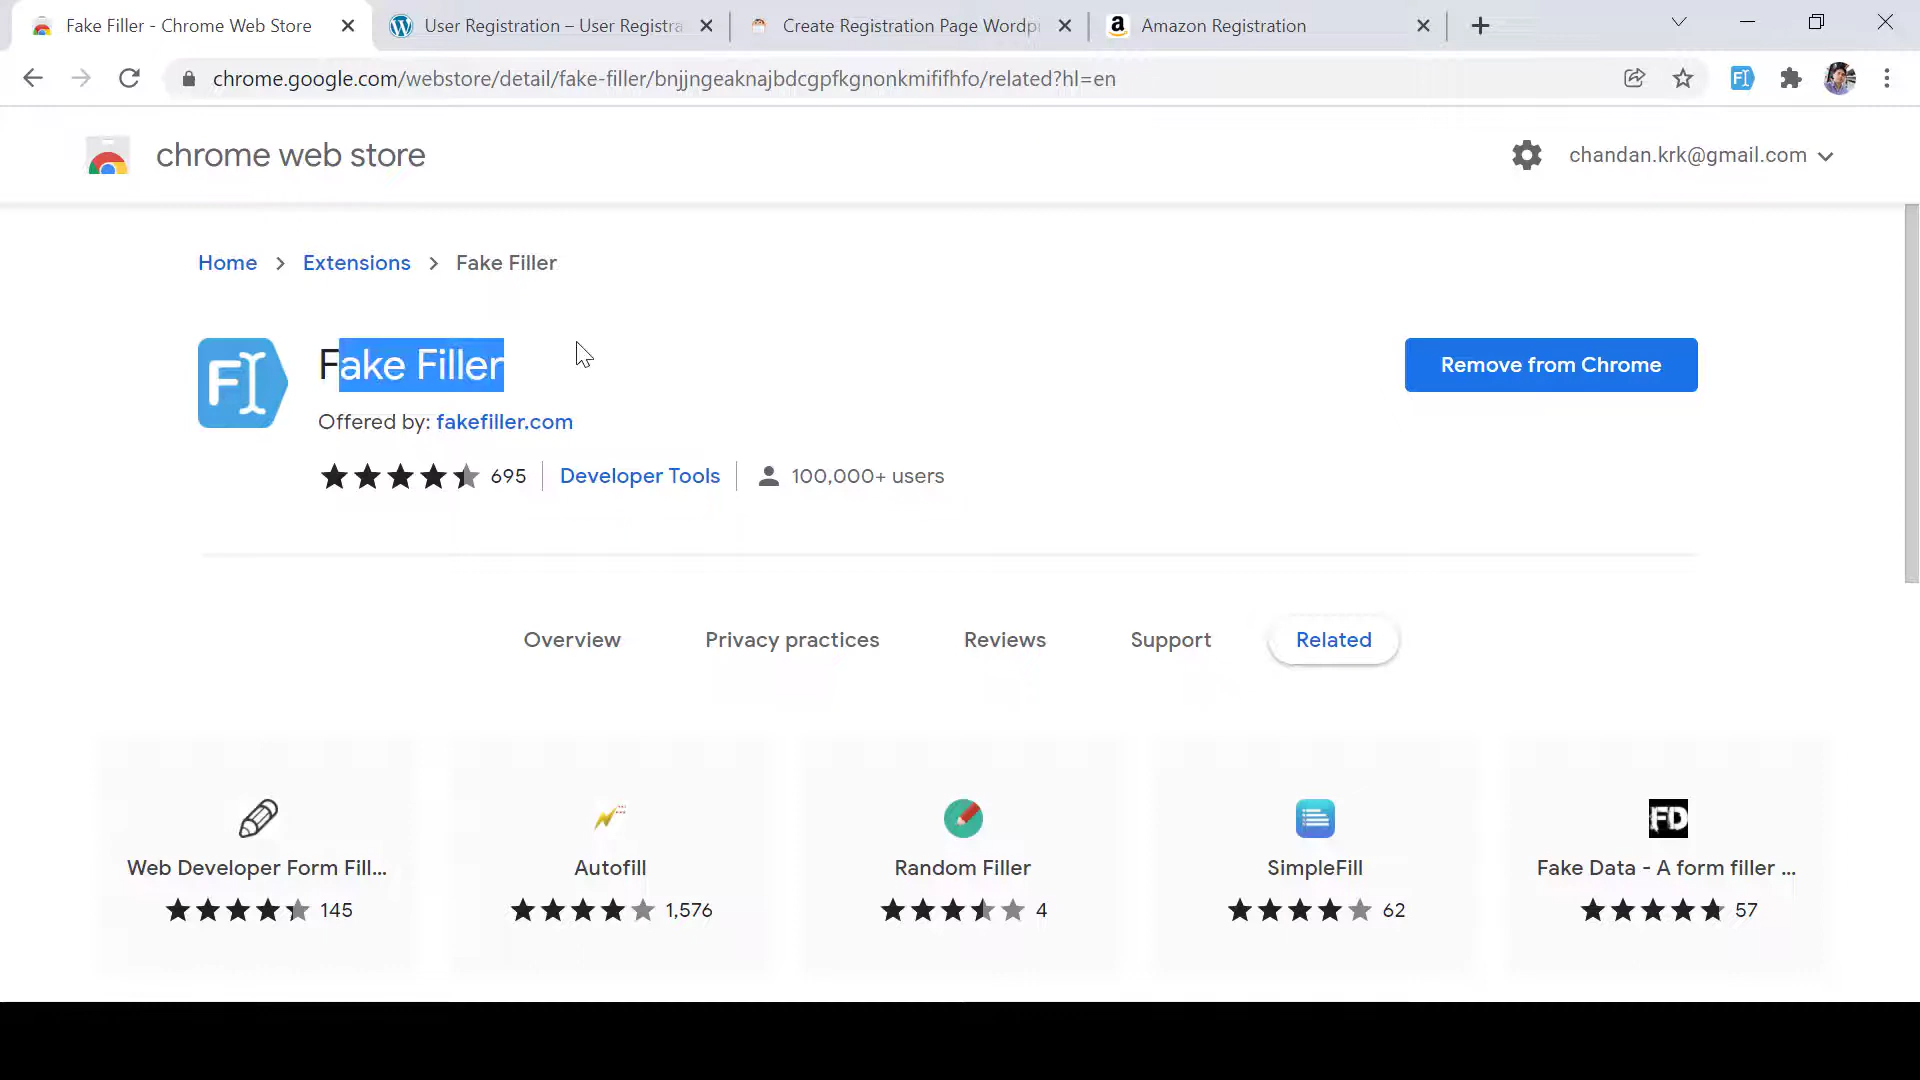 Fake Filler - Chrome Web Store
User Registration – User Registra
Create Registration Page Wordp
Amazon Registration
chrome.google.com/webstore/detail/fake-filler/bnjjngeaknajbdcgpfkgnonkmififhfo/related?hl=en
chrome web store
chandan.krk@gmail.com
Home > Extensions > Fake Filler
Fake Filler
Remove from Chrome
Offered by: fakefiller.com
695 Developer Tools 100,000+ users
Overview Privacy practices Reviews Support Related
Web Developer Form Fill... Autofill Random Filler SimpleFill Fake Data - A form filler ...
145 1,576 4 62 57